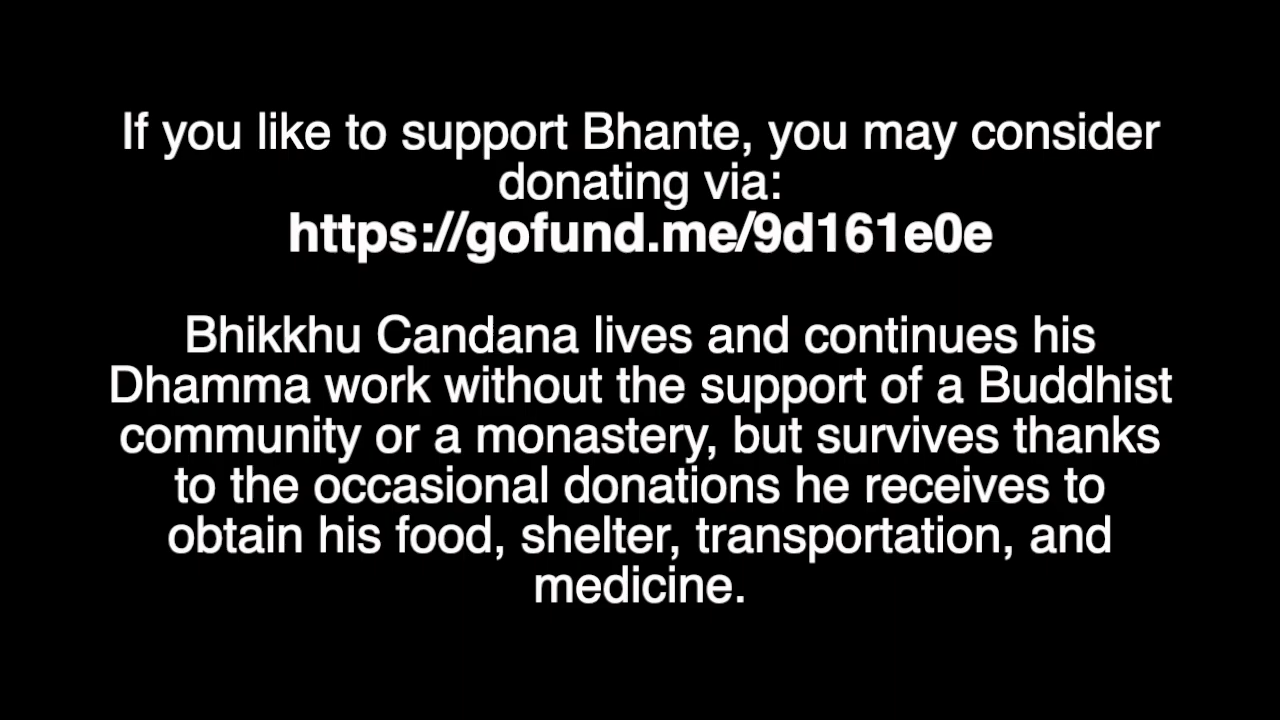 If you like to support Bhante, you may consider
donating via:
https://gofund.me/9d161e0e
Bhikkhu Candana lives and continues his
Dhamma work without the support of a Buddhist
community or a monastery, but survives thanks
to the occasional donations he receives to
obtain his food, shelter, transportation, and
medicine.